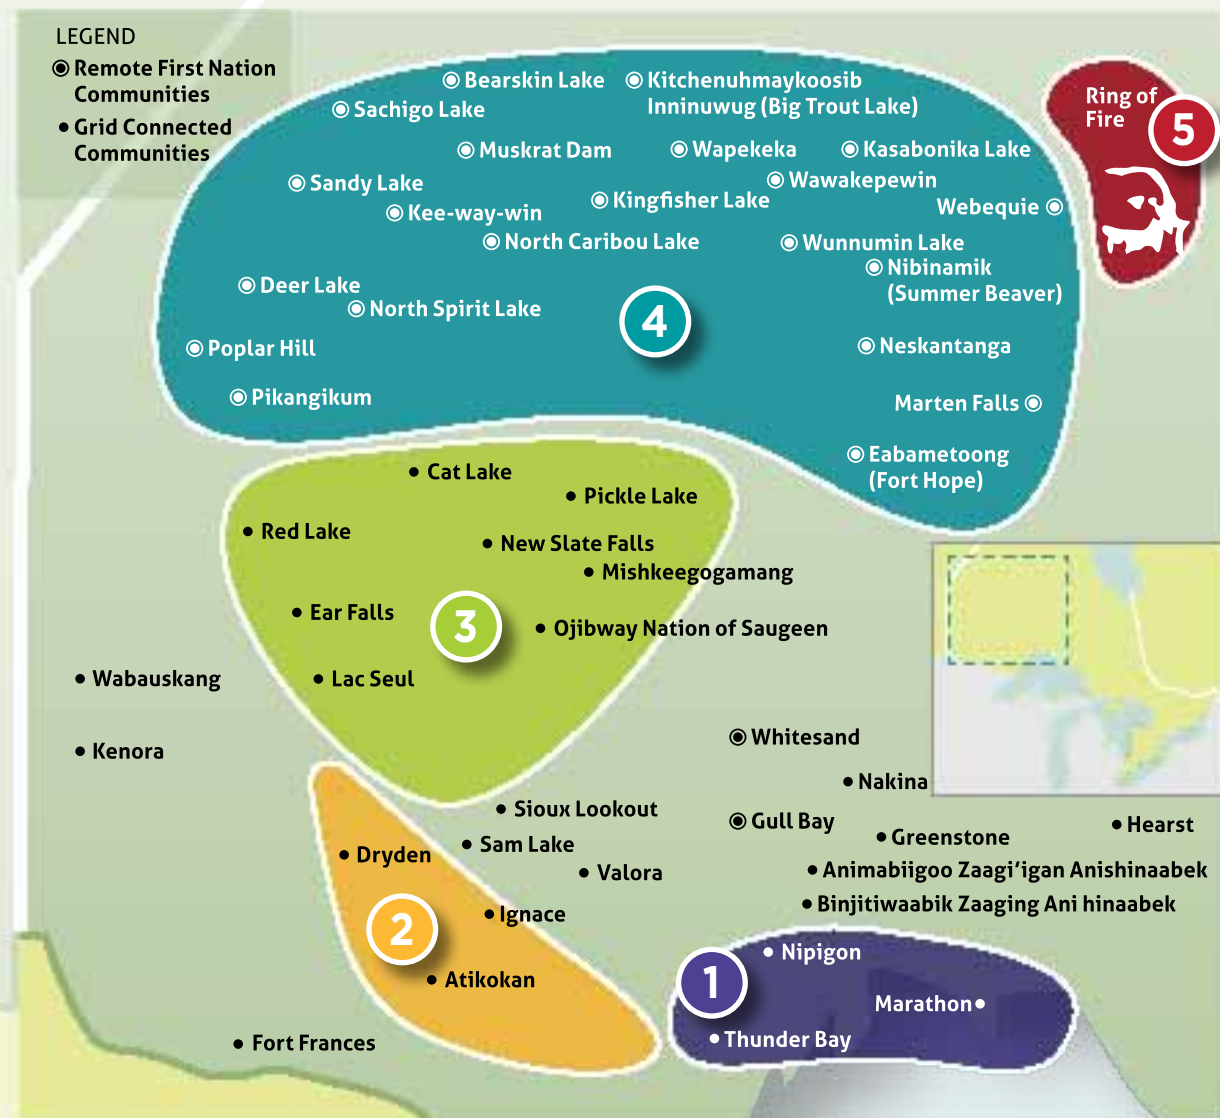 LEGEND
Remote First Nation
Communities
Grid Connected
Communities
Bearskin Lake
Kitchenuhmaykoosib
Inninuwug (Big Trout Lake)
Sachigo Lake
Muskrat Dam
Wapekeka
Kasabonika Lake
Sandy Lake
Wawakepewin
Kee-way-win
Kingfisher Lake
Webequie
North Caribou Lake
Wunnumin Lake
Nibinamik
(Summer Beaver)
Deer Lake
North Spirit Lake
4
Poplar Hill
Neskantanga
Pikangikum
Marten Falls
Eabametoong
(Fort Hope)
Ring of
Fire
5
Cat Lake
Pickle Lake
Red Lake
New Slate Falls
Mishkeegogamang
Ear Falls
3
Ojibway Nation of Saugeen
Wabauskang
Lac Seul
Kenora
Whitesand
Nakina
Sioux Lookout
Gull Bay
Hearst
Greenstone
Sam Lake
Dryden
Valora
Animabiigoo Zaagi'igan Anishinaabek
Binjitiwaabik Zaaging Ani hinaabek
Ignace
2
Atikokan
Nipigon
1
Marathon
Thunder Bay
Fort Frances